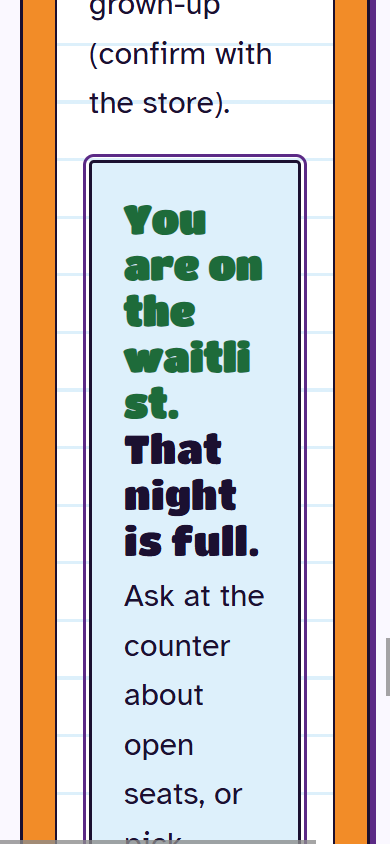 grown-up
(confirm with
the store).
You
are on
the
waitli
st.
That
night
is full.
Ask at the
counter
about
open
seats, or
pick